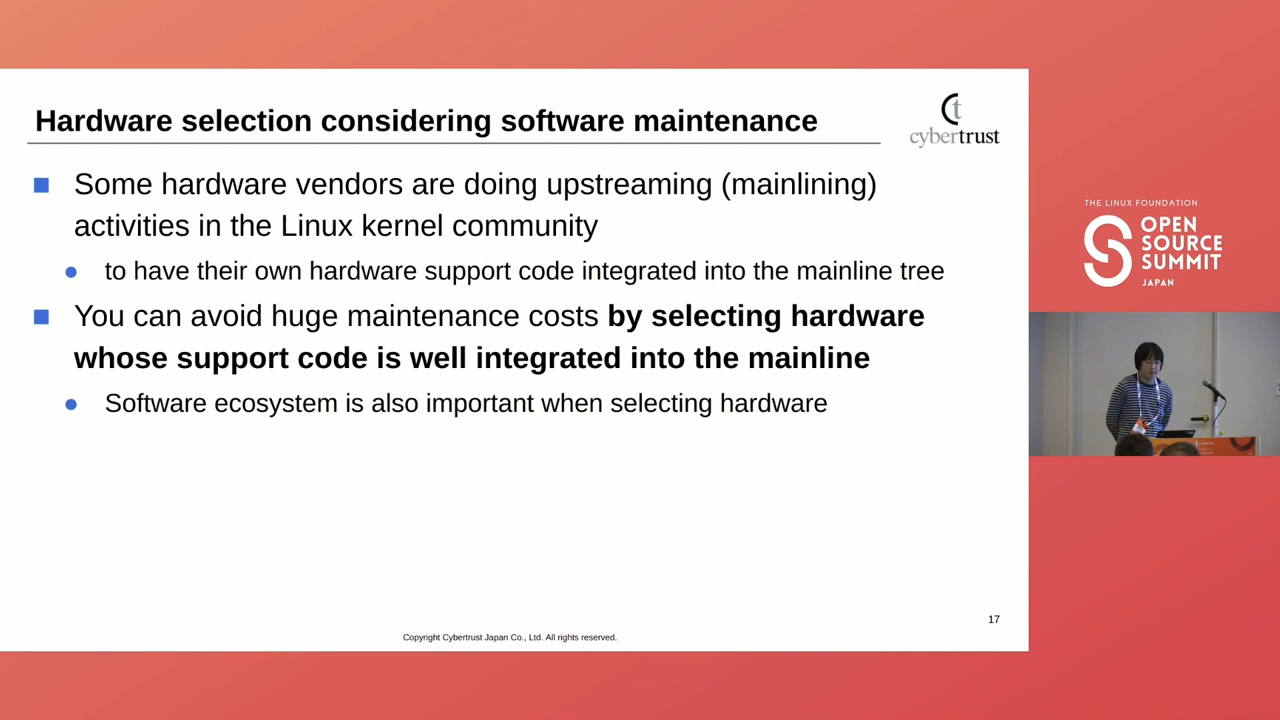 Hardware selection considering software maintenance
cybertrust
Some hardware vendors are doing upstreaming (mainlining)
activities in the Linux kernel community
to have their own hardware support code integrated into the mainline tree
You can avoid huge maintenance costs by selecting hardware
whose support code is well integrated into the mainline
Software ecosystem is also important when selecting hardware
17
Copyright Cybertrust Japan Co., Ltd. All rights reserved.
THE LINUX FOUNDATION
OPEN
SOURCE
SUMMIT
JAPAN